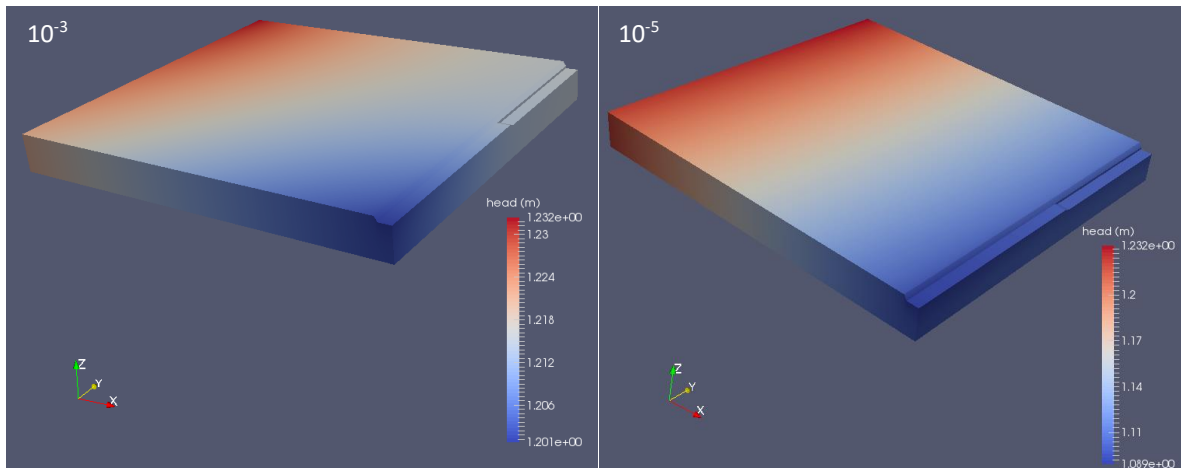 10-3
head (m)
1.232e+00
1.23
1.224
1.218
1.212
1.206
1.201e+00
Z
Y
X
10-5
head (m)
1.232e+00
1.2
1.17
1.14
1.11
1.089e+00
Z
Y
X